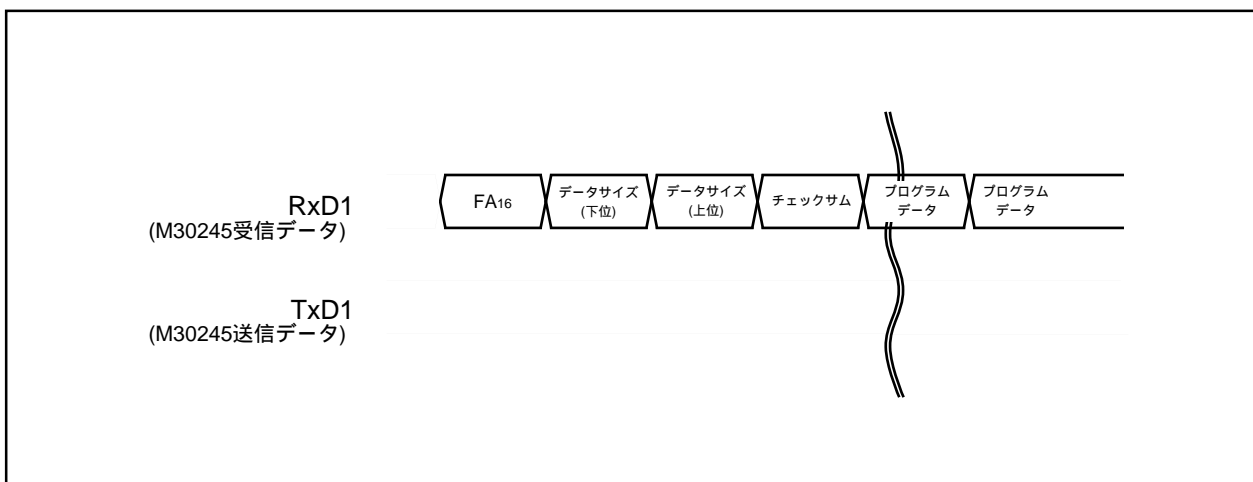 RxD1
(M30245受信データ)
FA16
データサイズ
(下位)
データサイズ
(上位)
チェックサム
プログラム
データ
プログラム
データ
TxD1
(M30245送信データ)